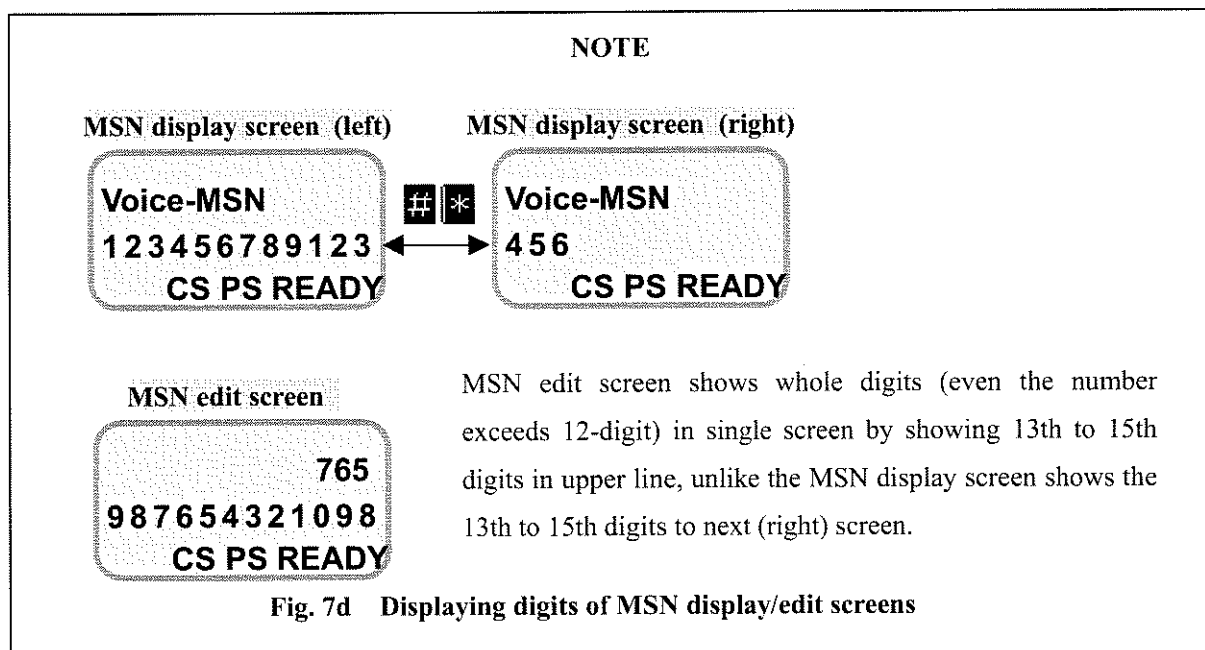 NOTE
MSN display screen (left)
MSN display screen (right)
Voice-MSN
123456789123
CS PS READY
# *
Voice-MSN
456
CS PS READY
MSN edit screen
765
987654321098
CS PS READY
MSN edit screen shows whole digits (even the number
exceeds 12-digit) in single screen by showing 13th to 15th
digits in upper line, unlike the MSN display screen shows the
13th to 15th digits to next (right) screen.
Fig. 7d Displaying digits of MSN display/edit screens